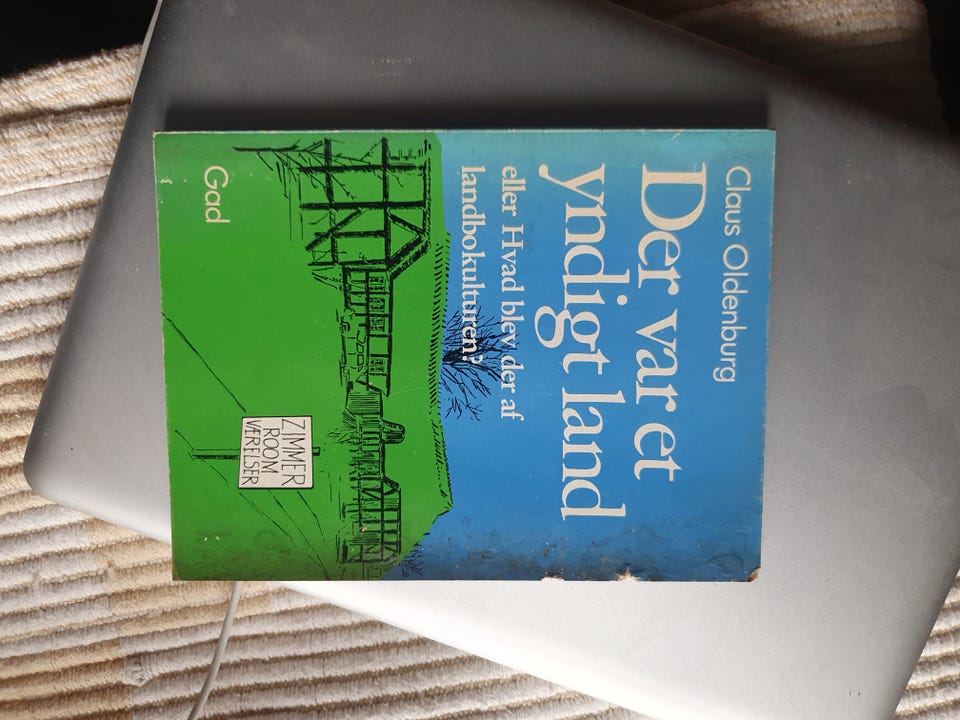 Claus Oldenburg
Der var et
yndigt land
eller Hvad blev der af
landbokulturen?
ZIMMER
ROOM
VÆRELSER
Gad